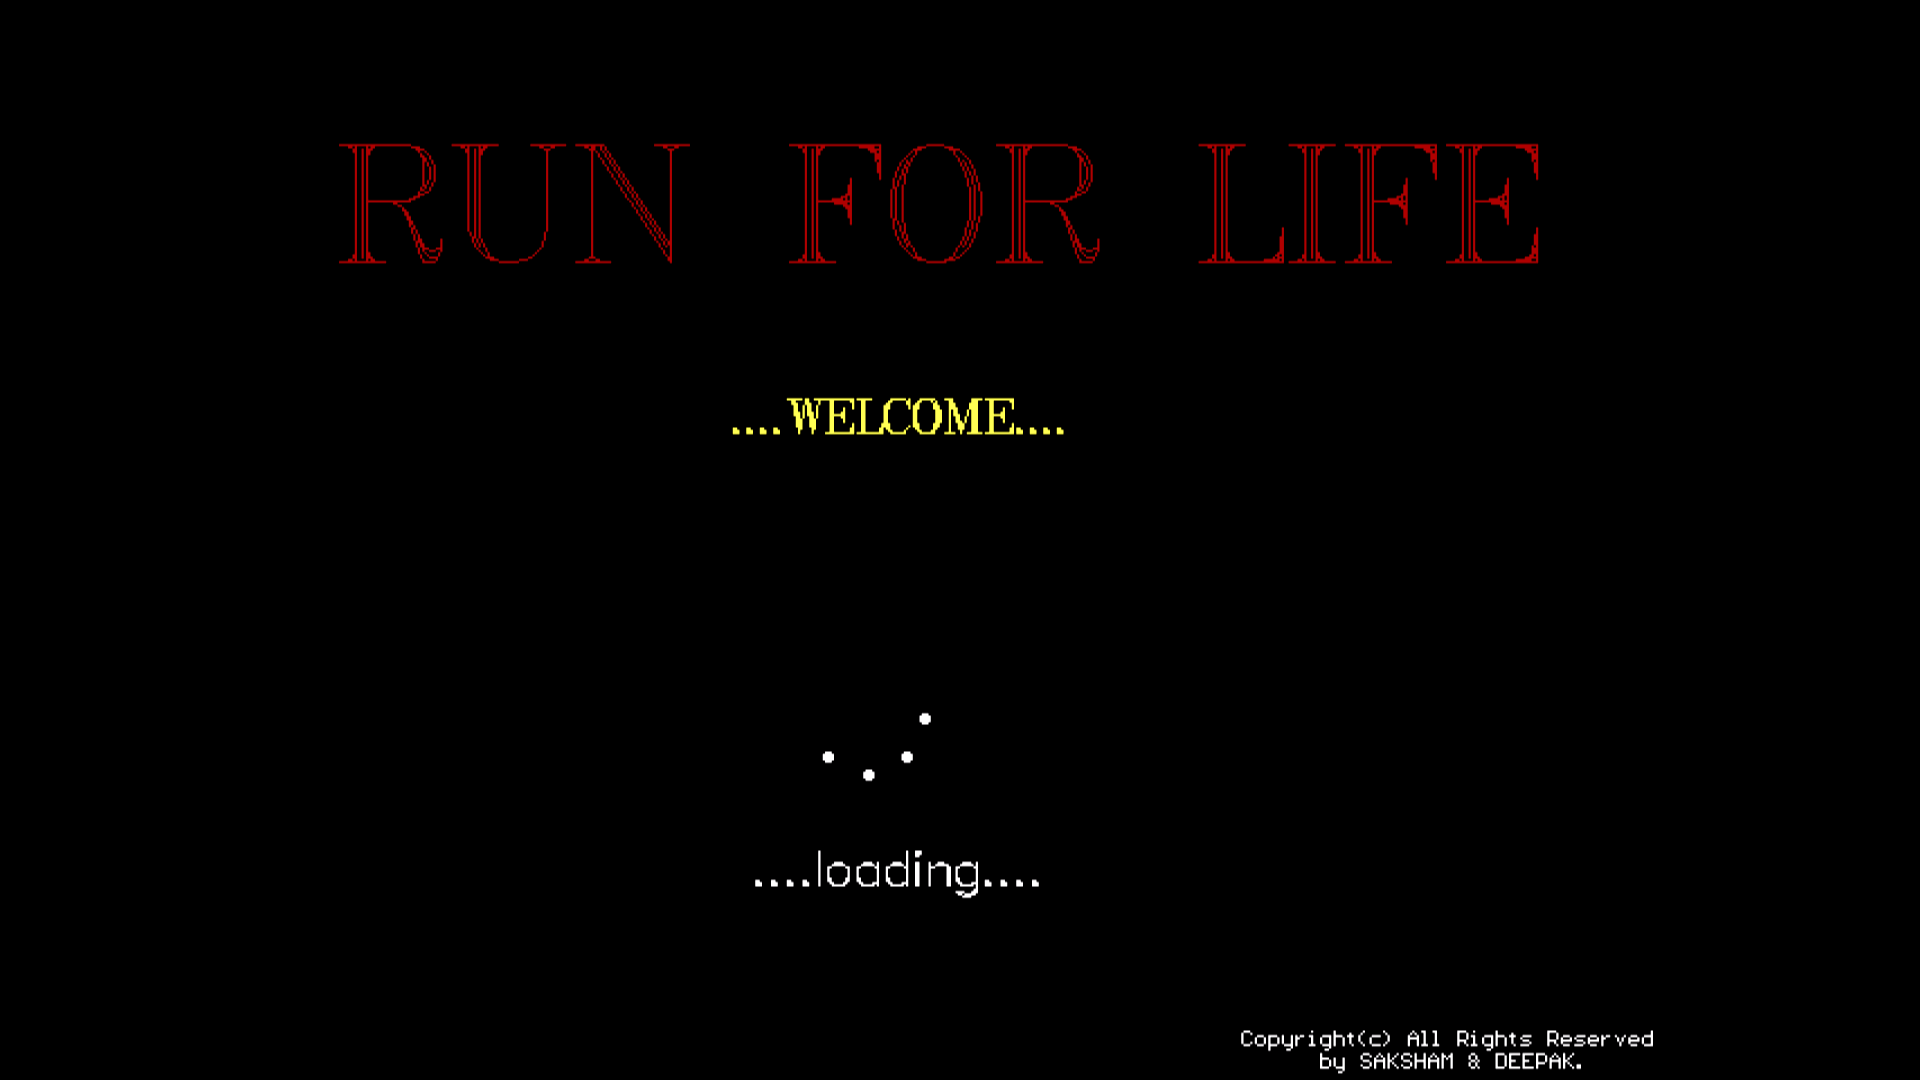 RUN FOR LIFE
....WELCOME....
....loading....
Copyright(c) All Rights Reserved
by SAKSHAM & DEEPAK.